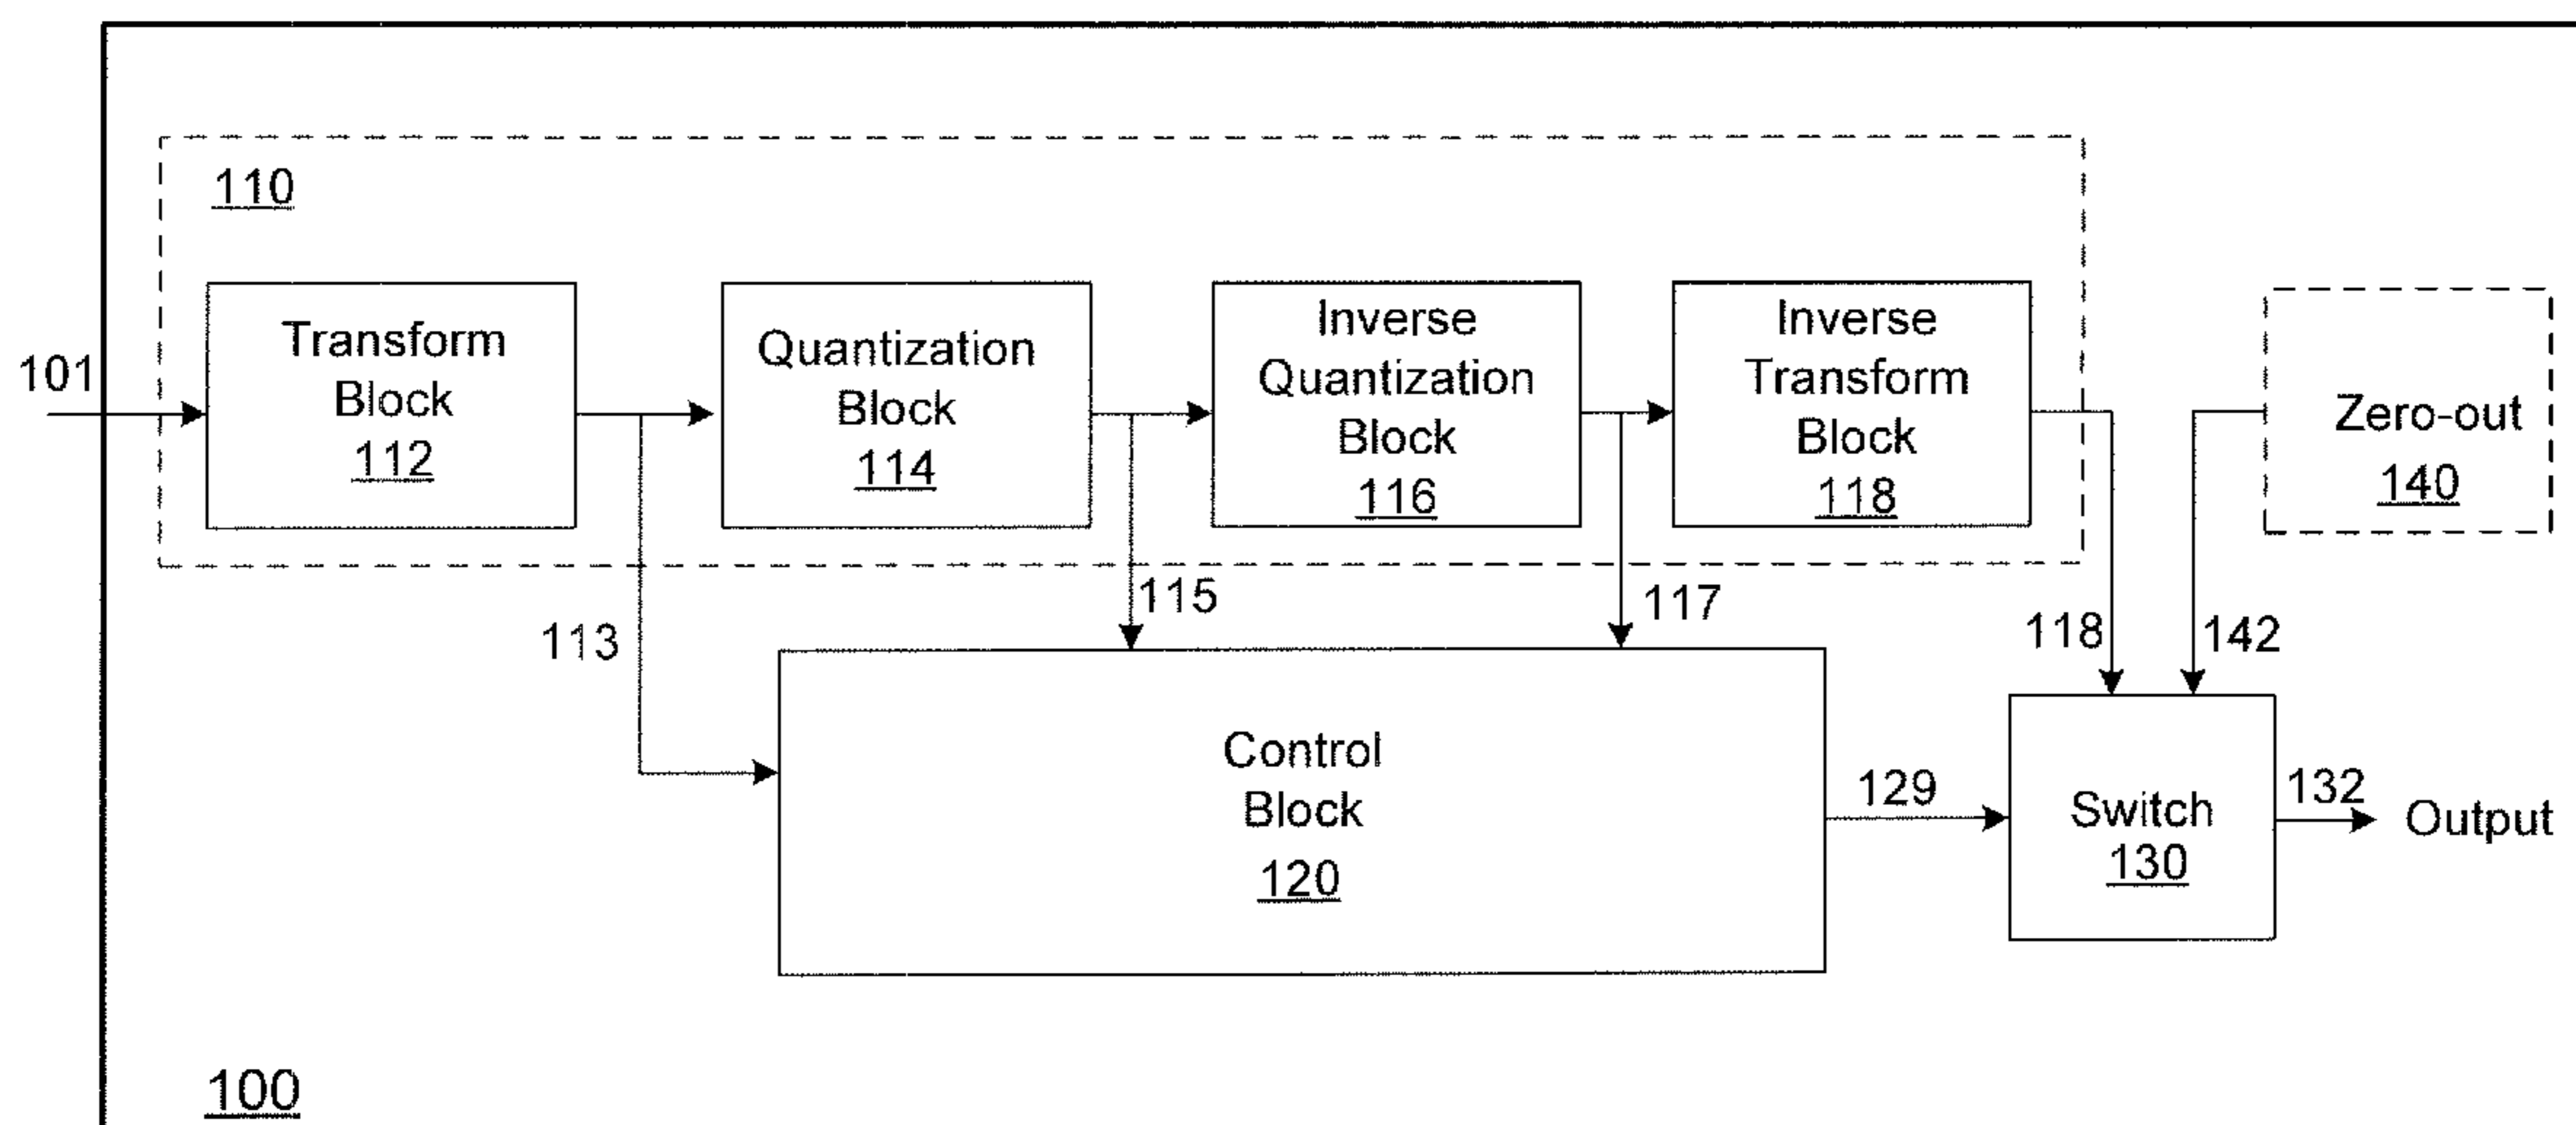 110
101
Transform
Block
112
Quantization
Block
114
Inverse
Quantization
Block
116
Inverse
Transform
Block
118
Zero-out
140
113
115
117
118
142
Control
Block
120
129
Switch
130
132
Output
100